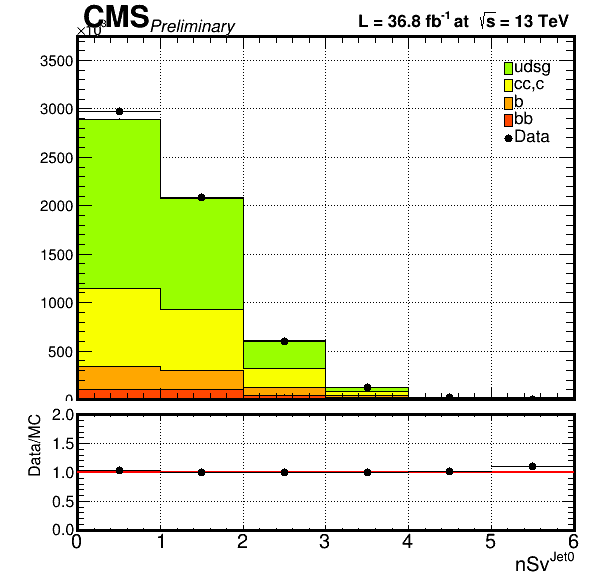 CMS Preliminary L = 36.8 fb-1 at √s = 13 TeV
×10³
3500
3000
2500
2000
1500
1000
500
0
udsg
cc,c
b
bb
Data
Data/MC
2.0
1.5
1.0
0.5
0.0
0 1 2 3 4 5 6
nSvJet0